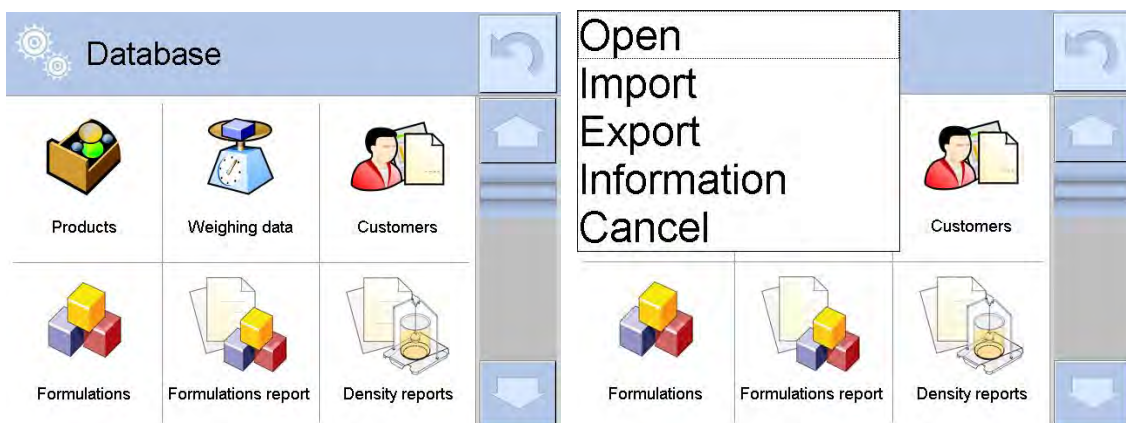 Database
Products
Weighing data
Customers
Formulations
Formulations report
Density reports
Open
Import
Export
Information
Cancel
Customers
Formulations
Formulations report
Density reports